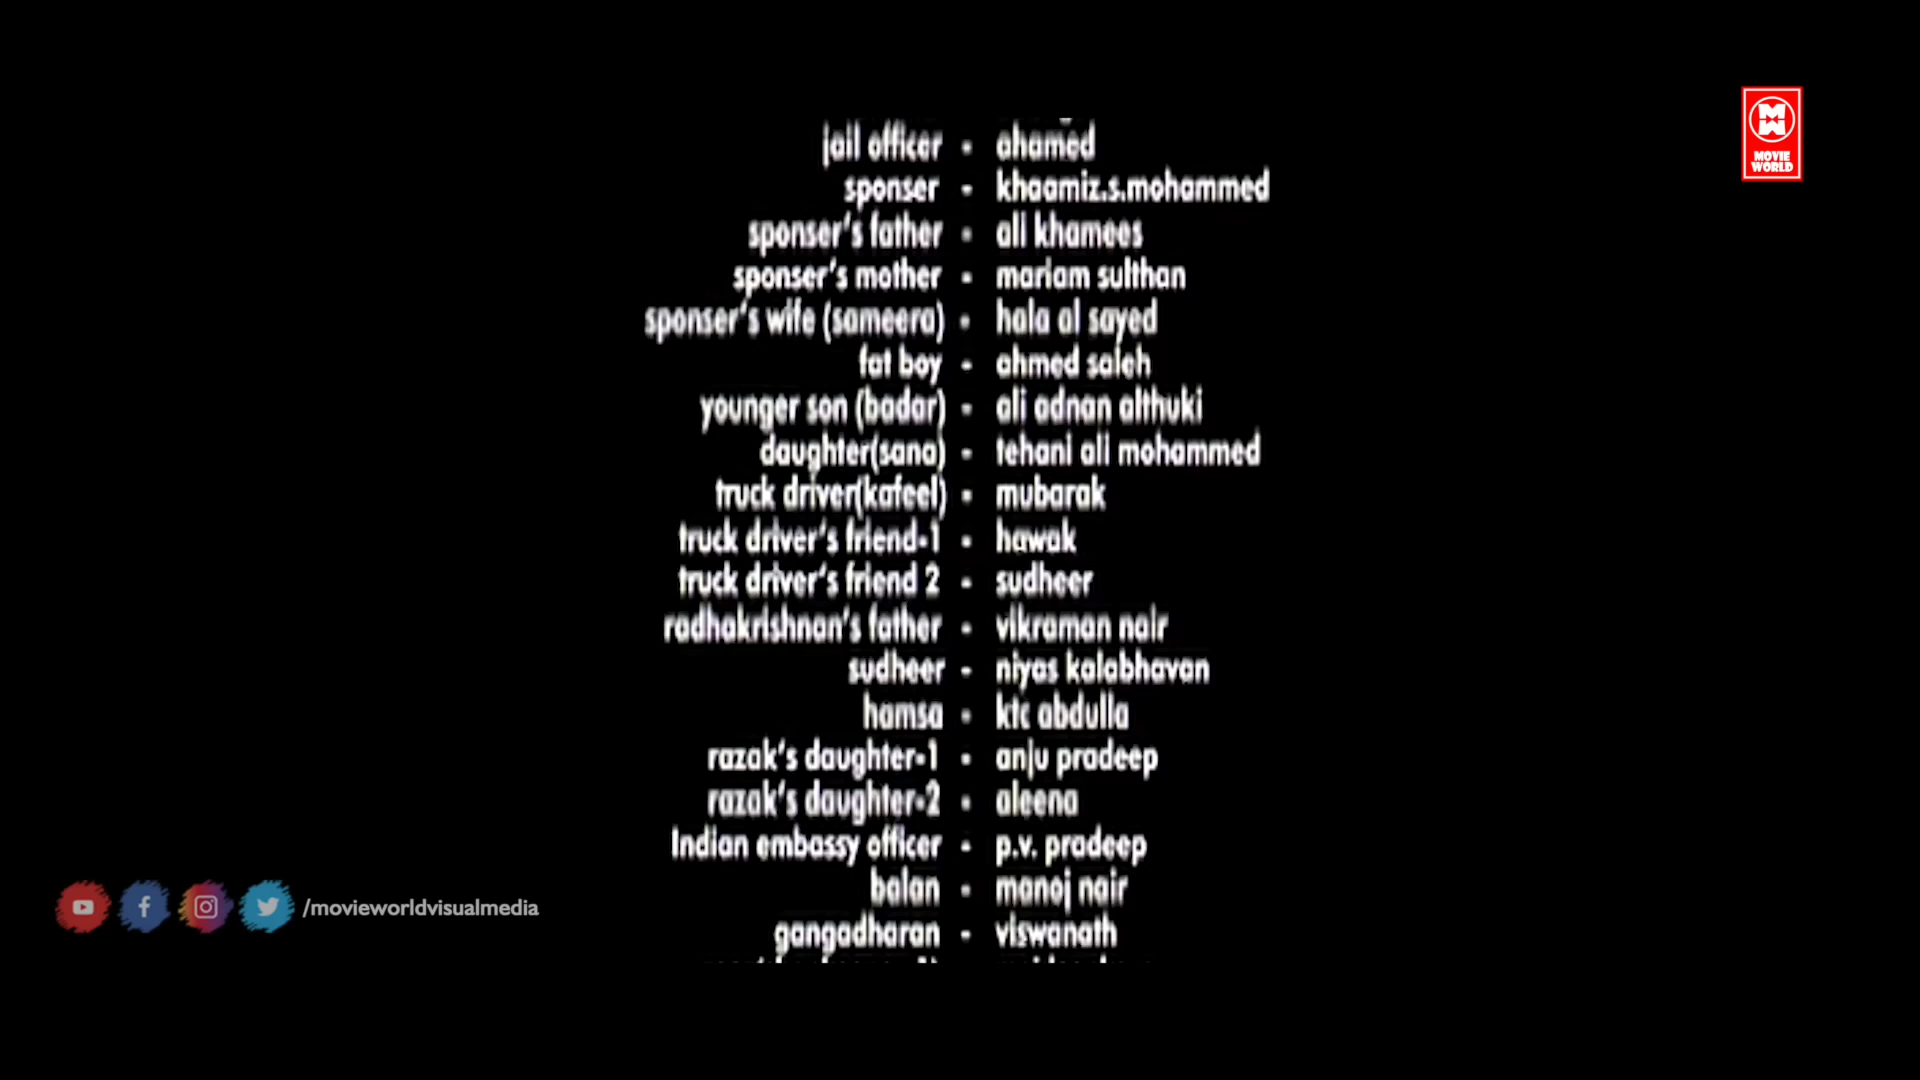 MOVIE
WORLD
jail officer - ahamed
sponser - khaamiz.s.mohammed
sponser's father - ali khamees
sponser's mother - mariam sulthan
sponser's wife (sameera) - hala al sayed
fat boy - ahmed saleh
younger son (badar) - ali adnan althuki
daughter(sana) - tehani ali mohammed
truck driver(kafeel) - mubarak
truck driver's friend-1 - hawak
truck driver's friend 2 - sudheer
radhakrishnan's father - vikraman nair
sudheer - niyas kalabhavan
hamsa - ktc abdulla
razak's daughter-1 - anju pradeep
razak's daughter-2 - aleena
Indian embassy officer - p.v. pradeep
balan - manoj nair
gangadharan - viswanath
/movieworldvisualmedia